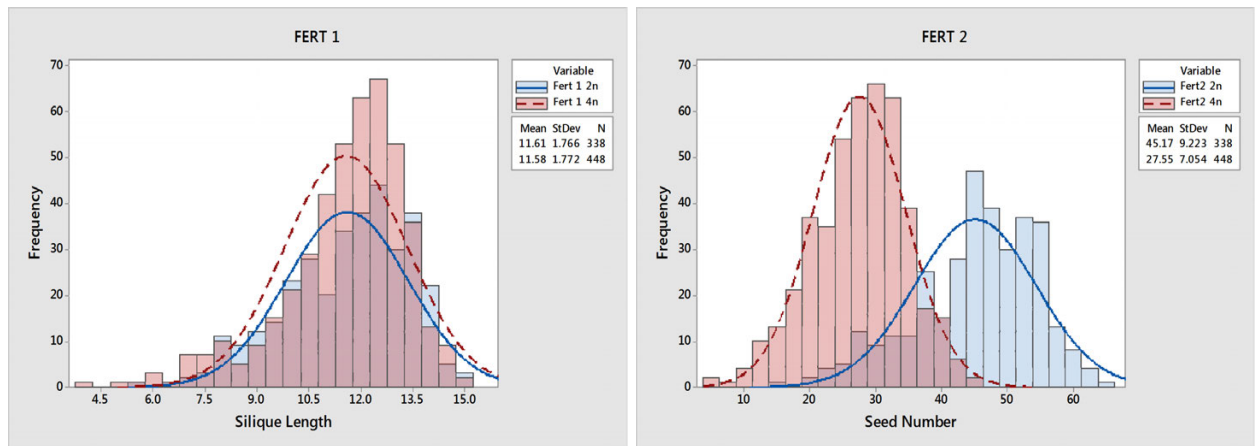 FERT 1
70
60
50
40
30
20
10
0
Frequency
4.5 6.0 7.5 9.0 10.5 12.0 13.5 15.0
Silique Length
Variable
Fert 1 2n
Fert 1 4n
Mean StDev N
11.61 1.766 338
11.58 1.772 448
FERT 2
70
60
50
40
30
20
10
0
Frequency
10 20 30 40 50 60
Seed Number
Variable
Fert2 2n
Fert2 4n
Mean StDev N
45.17 9.223 338
27.55 7.054 448